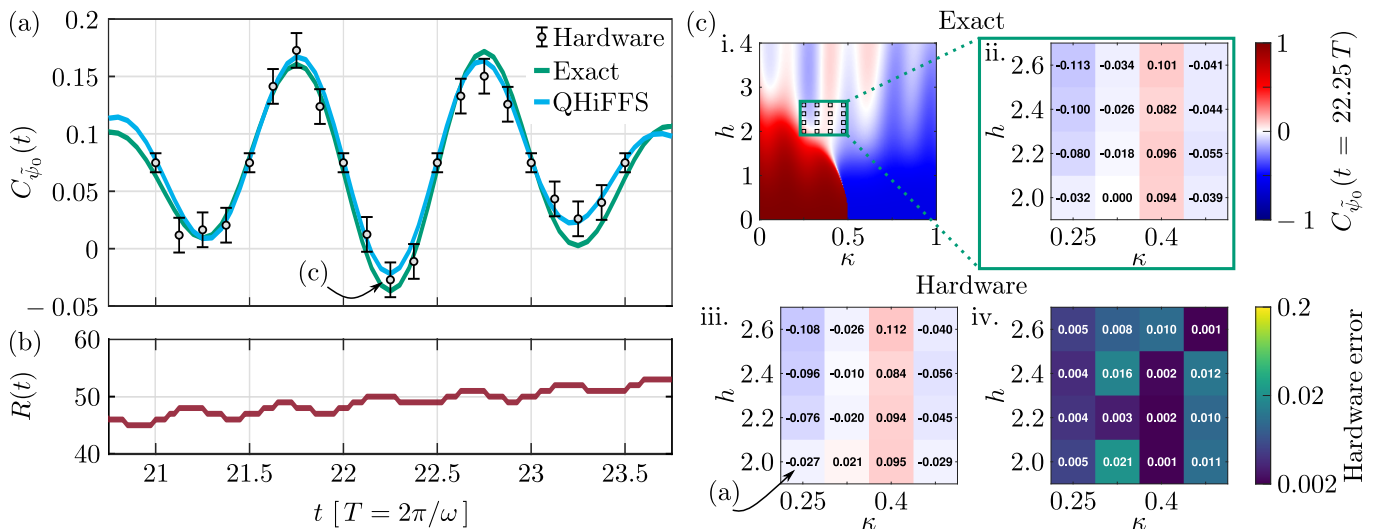 (a)
0.2
0.15
0.1
0.05
0
− 0.05
C_{ψ̃₀}(t)
Hardware
Exact
QHiFFS
(c)
(b)
60
50
40
R(t)
21 21.5 22 22.5 23 23.5
t [ T = 2π/ω]
(c)
Exact
i.
4
3
2
1
0
h
0 0.5 1
κ
ii.
2.6 -0.113 -0.034 0.101 -0.041
2.4 -0.100 -0.026 0.082 -0.044
2.2 -0.080 -0.018 0.096 -0.055
2.0 -0.032 0.000 0.094 -0.039
h
0.25 0.4
κ
1
0
− 1
C_{ψ̃₀}(t = 22.25 T)
Hardware
iii.
2.6 -0.108 -0.026 0.112 -0.040
2.4 -0.096 -0.010 0.084 -0.056
2.2 -0.076 -0.020 0.094 -0.045
2.0 -0.027 0.021 0.095 -0.029
h
(a)
0.25 0.4
κ
iv.
2.6 0.005 0.008 0.010 0.001
2.4 0.004 0.016 0.002 0.012
2.2 0.004 0.003 0.002 0.010
2.0 0.005 0.021 0.001 0.011
h
0.25 0.4
κ
0.2
0.02
0.002
Hardware error